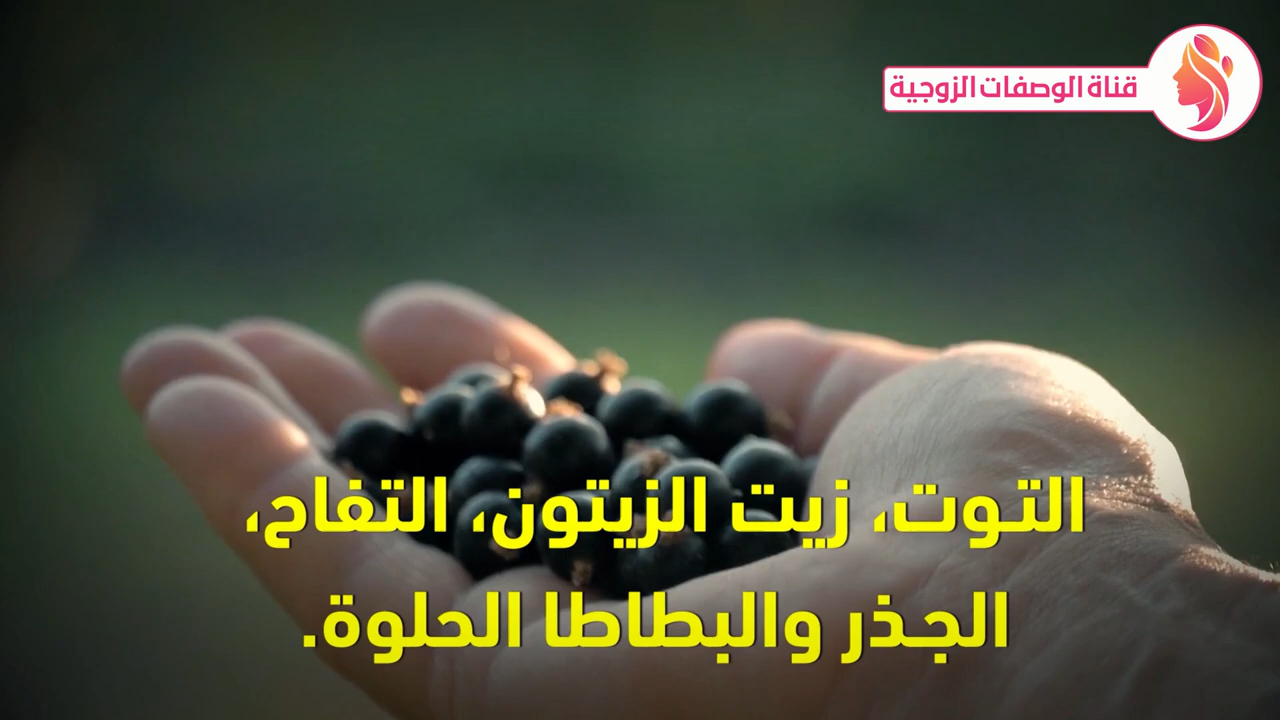 قناة الوصفات الزوجية
التوت، زيت الزيتون، التفاح،
الجذر والبطاطا الحلوة.